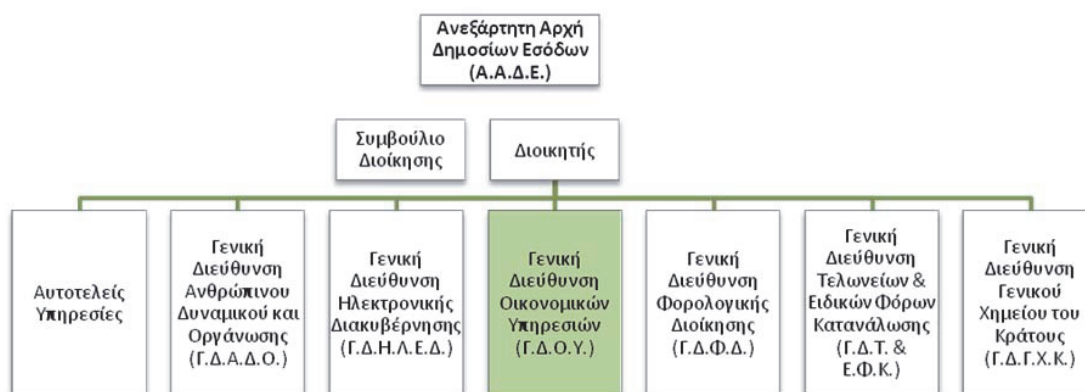 Ανεξάρτητη Αρχή
Δημοσίων Εσόδων
(Α.Α.Δ.Ε.)
Συμβούλιο
Διοίκησης
Διοικητής
Αυτοτελείς
Υπηρεσίες
Γενική
Διεύθυνση
Ανθρώπινου
Δυναμικού και
Οργάνωσης
(Γ.Δ.Α.Δ.Ο.)
Γενική
Διεύθυνση
Ηλεκτρονικής
Διακυβέρνησης
(Γ.Δ.Η.Λ.Ε.Δ.)
Γενική
Διεύθυνση
Οικονομικών
Υπηρεσιών
(Γ.Δ.Ο.Υ.)
Γενική
Διεύθυνση
Φορολογικής
Διοίκησης
(Γ.Δ.Φ.Δ.)
Γενική
Διεύθυνση
Τελωνείων &
Ειδικών Φόρων
Κατανάλωσης
(Γ.Δ.Τ. &
Ε.Φ.Κ.)
Γενική
Διεύθυνση
Γενικού
Χημείου του
Κράτους
(Γ.Δ.Γ.Χ.Κ.)